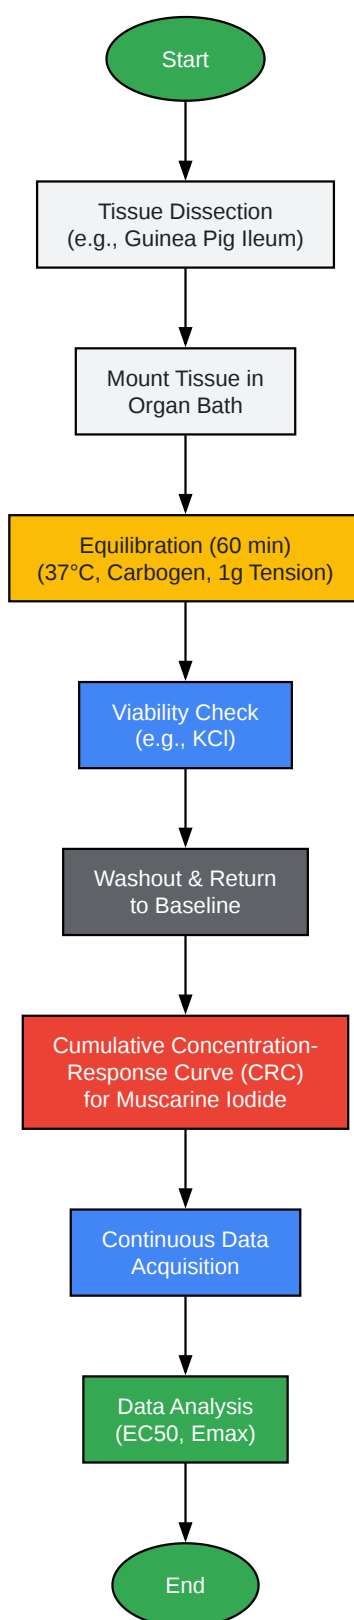 Start
Tissue Dissection
(e.g., Guinea Pig Ileum)
Mount Tissue in
Organ Bath
Equilibration (60 min)
(37°C, Carbogen, 1g Tension)
Viability Check
(e.g., KCl)
Washout & Return
to Baseline
Cumulative Concentration-
Response Curve (CRC)
for Muscarine Iodide
Continuous Data
Acquisition
Data Analysis
(EC50, Emax)
End